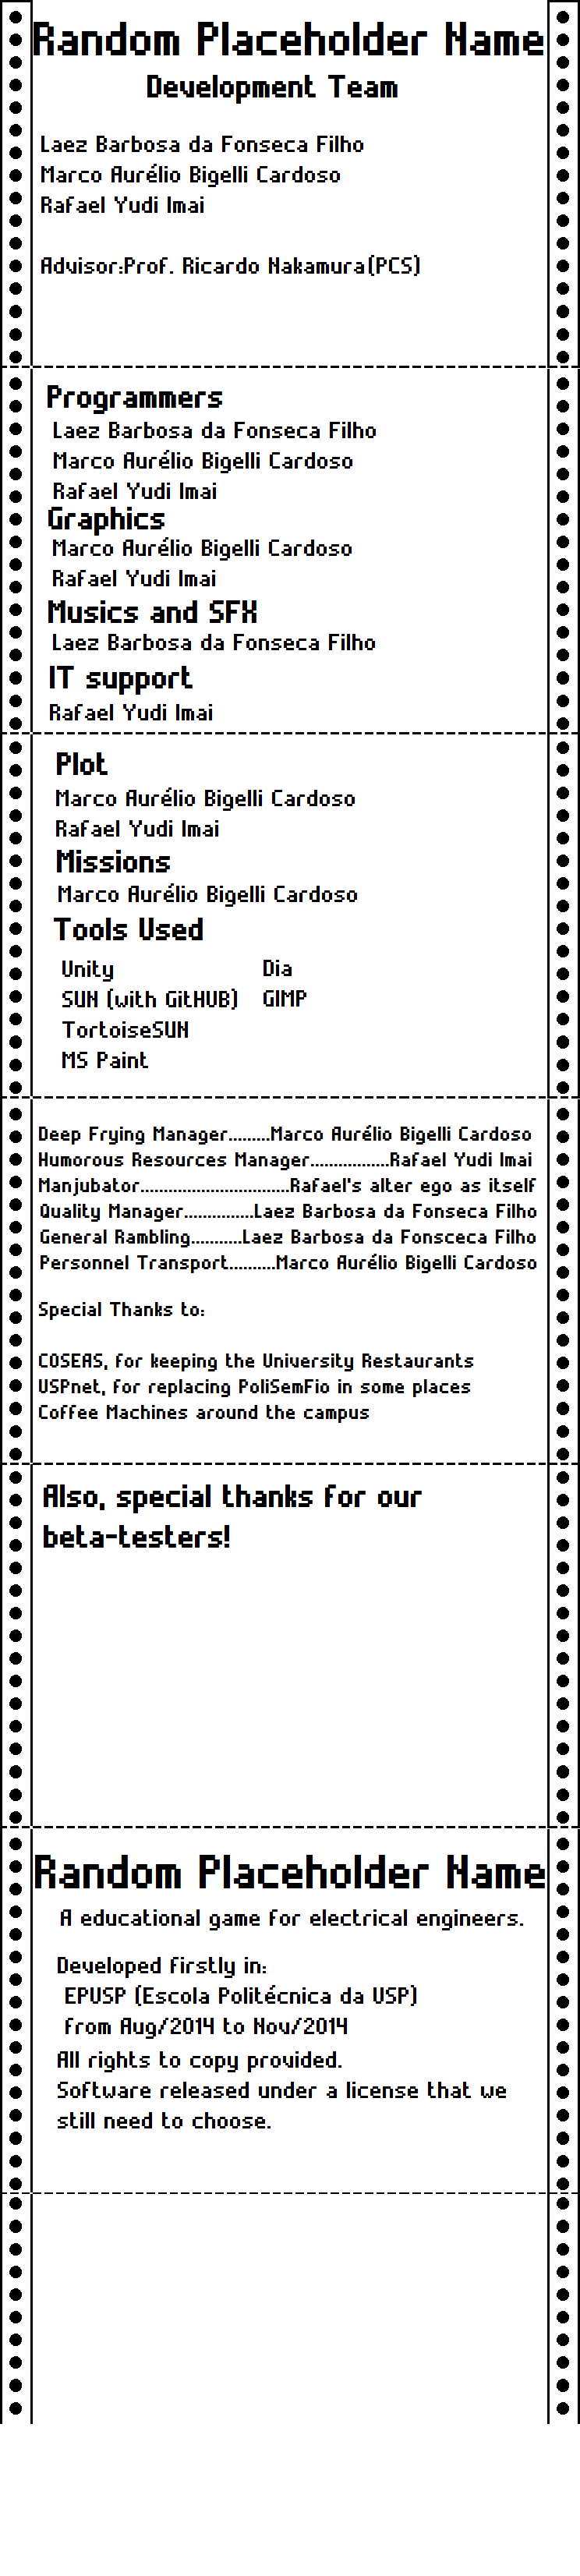 Random Placeholder Name
Development Team
Laez Barbosa da Fonseca Filho
Marco Aurélio Bigelli Cardoso
Rafael Yudi Imai
Advisor:Prof. Ricardo Nakamura(PCS)
Programmers
Laez Barbosa da Fonseca Filho
Marco Aurélio Bigelli Cardoso
Rafael Yudi Imai
Graphics
Marco Aurélio Bigelli Cardoso
Rafael Yudi Imai
Musics and SFX
Laez Barbosa da Fonseca Filho
IT support
Rafael Yudi Imai
Plot
Marco Aurélio Bigelli Cardoso
Rafael Yudi Imai
Missions
Marco Aurélio Bigelli Cardoso
Tools Used
Unity Dia
SVN (with GitHUB) GIMP
TortoiseSVN
MS Paint
Deep Frying Manager.........Marco Aurélio Bigelli Cardoso
Humorous Resources Manager.................Rafael Yudi Imai
Manjubator................................Rafael's alter ego as itself
Quality Manager...............Laez Barbosa da Fonseca Filho
General Rambling...........Laez Barbosa da Fonsceca Filho
Personnel Transport..........Marco Aurélio Bigelli Cardoso
Special Thanks to:
COSEAS, for keeping the University Restaurants
USPnet, for replacing PoliSemFio in some places
Coffee Machines around the campus
Also, special thanks for our
beta-testers!
Random Placeholder Name
A educational game for electrical engineers.
Developed firstly in:
EPUSP (Escola Politécnica da USP)
from Aug/2014 to Nov/2014
All rights to copy provided.
Software released under a license that we
still need to choose.